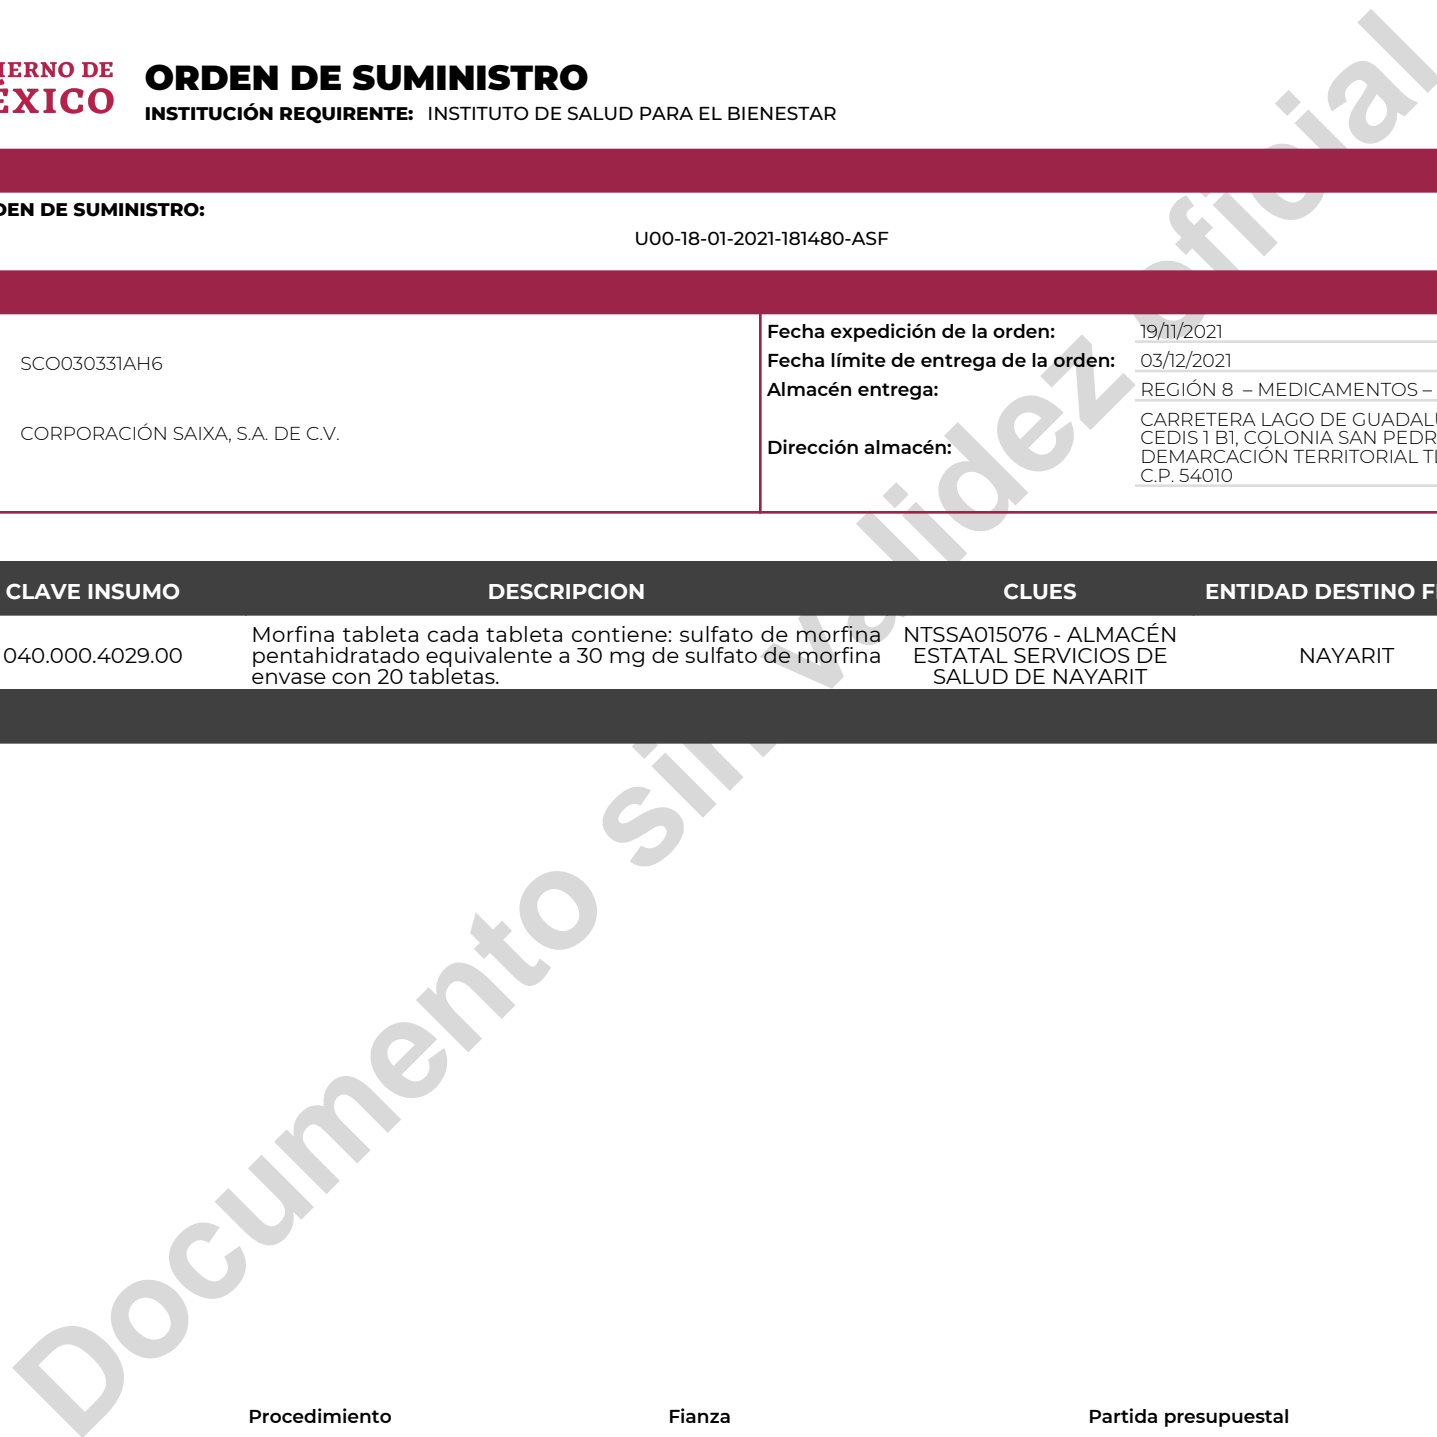 IERNO DE
ÉXICO
ORDEN DE SUMINISTRO
INSTITUCIÓN REQUIRENTE: INSTITUTO DE SALUD PARA EL BIENESTAR
DEN DE SUMINISTRO:
U00-18-01-2021-181480-ASF
SCO030331AH6
CORPORACIÓN SAIXA, S.A. DE C.V.
Fecha expedición de la orden: 19/11/2021
Fecha límite de entrega de la orden: 03/12/2021
Almacén entrega: REGIÓN 8 – MEDICAMENTOS –
Dirección almacén:
CARRETERA LAGO DE GUADALU
CEDIS 1 B1, COLONIA SAN PEDR
DEMARCACIÓN TERRITORIAL TL
C.P. 54010
CLAVE INSUMO DESCRIPCION CLUES ENTIDAD DESTINO F
040.000.4029.00
Morfina tableta cada tableta contiene: sulfato de morfina
pentahidratado equivalente a 30 mg de sulfato de morfina
envase con 20 tabletas.
NTSSA015076 - ALMACÉN
ESTATAL SERVICIOS DE
SALUD DE NAYARIT
NAYARIT
Documento sin validez oficial
Procedimiento Fianza Partida presupuestal